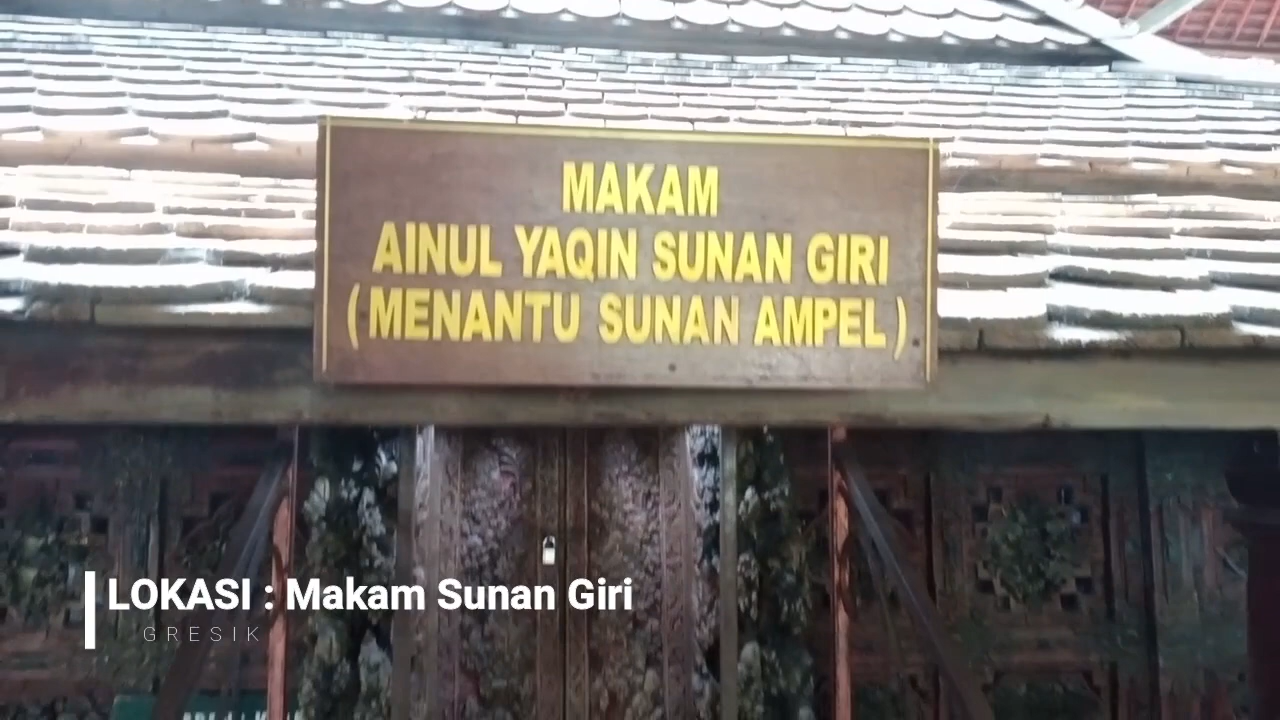 MAKAM
AINUL YAQIN SUNAN GIRI
(MENANTU SUNAN AMPEL)
LOKASI : Makam Sunan Giri
GRESIK